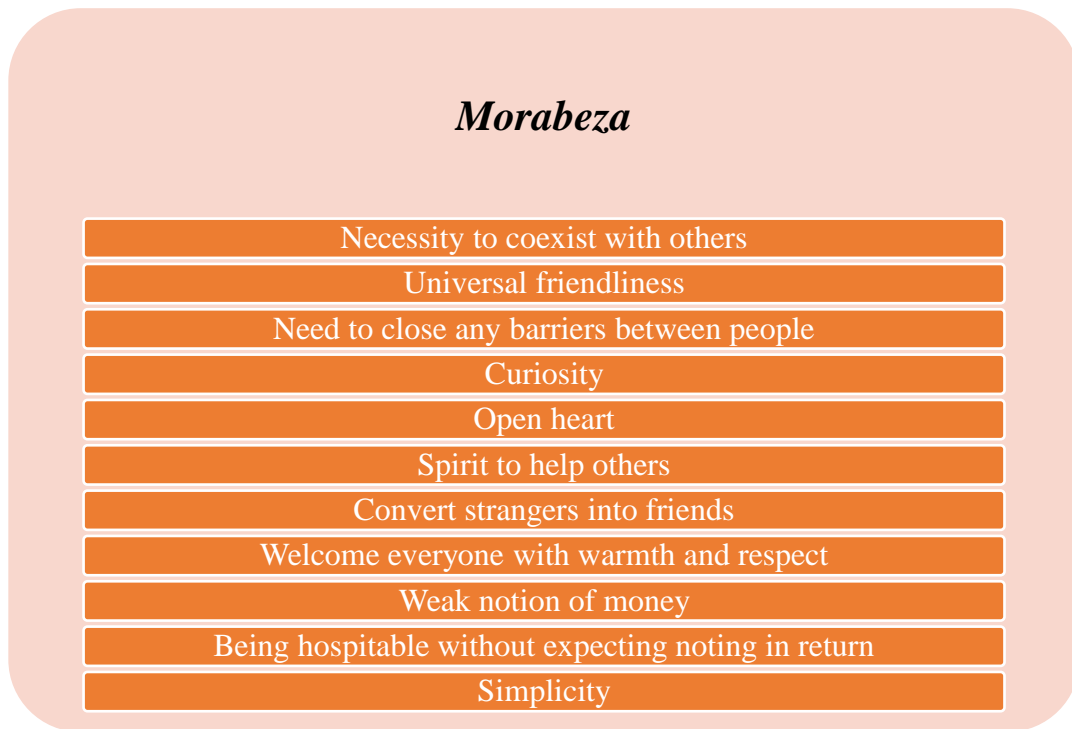 Morabeza
Necessity to coexist with others
Universal friendliness
Need to close any barriers between people
Curiosity
Open heart
Spirit to help others
Convert strangers into friends
Welcome everyone with warmth and respect
Weak notion of money
Being hospitable without expecting noting in return
Simplicity